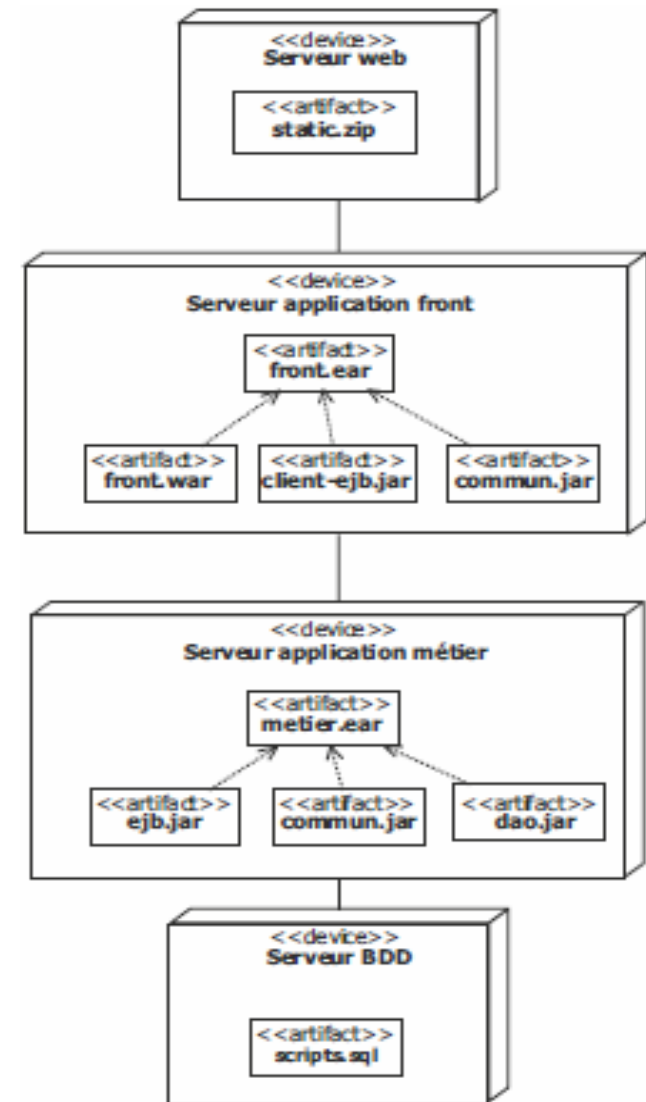 <<device>>
Serveur web
<<artifact>>
static.zip
<<device>>
Serveur application front
<<artifact>>
front.ear
<<artifact>> <<artifact>> <<artifact>>
front.war client-ejb.jar commun.jar
<<device>>
Serveur application métier
<<artifact>>
metier.ear
<<artifact>> <<artifact>> <<artifact>>
ejb.jar commun.jar dao.jar
<<device>>
Serveur BDD
<<artifact>>
scripts.sql